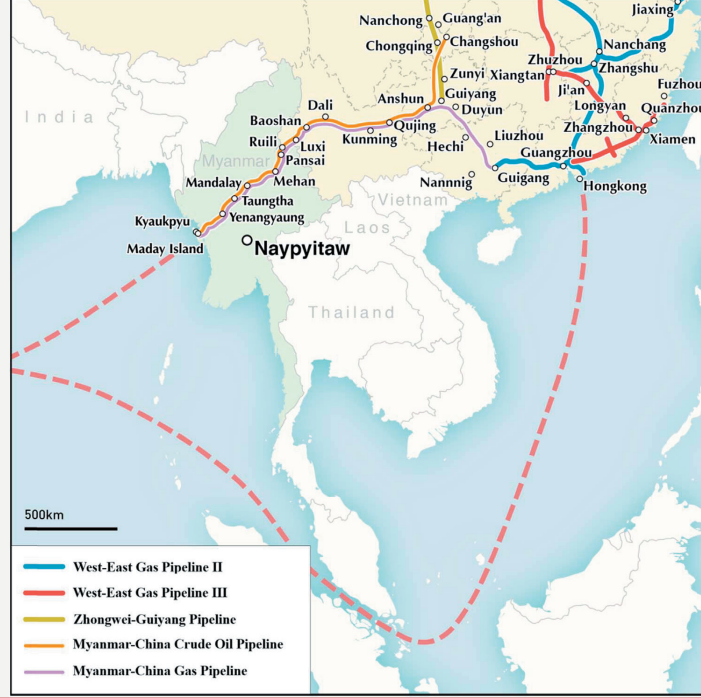 Jiaxing
Nanchong
Guang'an
Chongqing
Changshou
Nanchang
Zhuzhou
Zhangshu
Xiangtan
Zunyi
Ji'an
Fuzhou
Guiyang
Anshun
Duyun
Longyan
Quanzhou
Dali
Baoshan
Qujing
Zhangzhou
Xiamen
India
Ruili
Luxi
Kunming
Hechi
Liuzhou
Guangzhou
Myanmar
Pansai
Mandalay
Mehan
Nannnig
Guigang
Hongkong
Taungtha
Vietnam
Kyaukpyu
Yenangyaung
Laos
Maday Island
Naypyitaw
Thailand
500km
West-East Gas Pipeline II
West-East Gas Pipeline III
Zhongwei-Guiyang Pipeline
Myanmar-China Crude Oil Pipeline
Myanmar-China Gas Pipeline